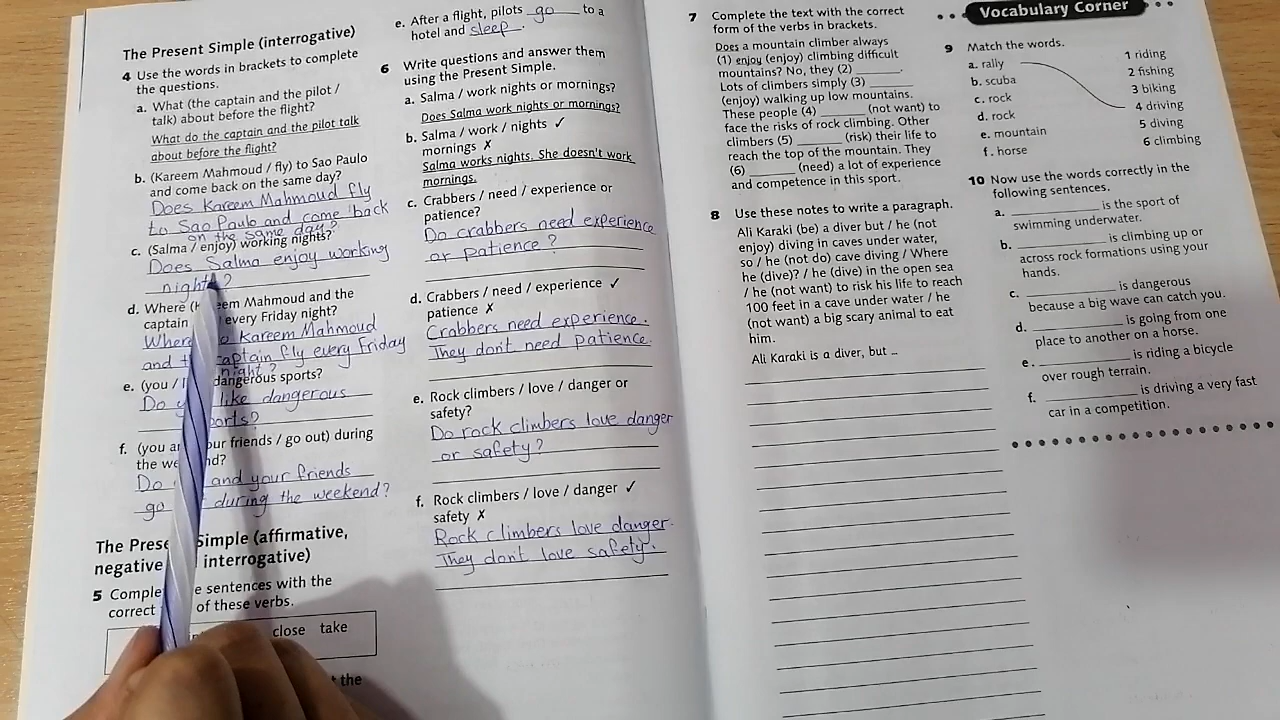 The Present Simple (interrogative)
4 Use the words in brackets to complete
the questions.
a. What (the captain and the pilot /
talk) about before the flight?
What do the captain and the pilot talk
about before the flight?
b. (Kareem Mahmoud / fly) to Sao Paulo
and come back on the same day?
Does Kareem Mahmoud fly
to Sao Paulo and come back
on the same day?
c. (Salma / enjoy) working nights?
Does Salma enjoy working
nights?
d. Where eem Mahmoud and the
captain every Friday night?
Where Kareem Mahmoud
and captain fly every Friday
night?
e. (you / dangerous sports?
Do like dangerous
ports?
f. (you ur friends / go out) during
the we nd?
Do and your friends
go during the weekend?
The Prese Simple (affirmative,
negative interrogative)
5 Comple e sentences with the
correct of these verbs.
close take
the
e. After a flight, pilots go to a
hotel and sleep.
6 Write questions and answer them
using the Present Simple.
a. Salma / work nights or mornings?
Does Salma work nights or mornings?
b. Salma / work / nights ✓
mornings ✗
Salma works nights. She doesn't work
mornings.
c. Crabbers / need / experience or
patience?
Do crabbers need experience
or patience?
d. Crabbers / need / experience ✓
patience ✗
Crabbers need experience.
They don't need patience.
e. Rock climbers / love / danger or
safety?
Do rock climbers love danger
or safety?
f. Rock climbers / love / danger ✓
safety ✗
Rock climbers love danger.
They don't love safety.
7 Complete the text with the correct
form of the verbs in brackets.
Does a mountain climber always
(1) enjoy (enjoy) climbing difficult
mountains? No, they (2) ______.
Lots of climbers simply (3) ______
(enjoy) walking up low mountains.
These people (4) ______ (not want) to
face the risks of rock climbing. Other
climbers (5) ______ (risk) their life to
reach the top of the mountain. They
(6) ______ (need) a lot of experience
and competence in this sport.
8 Use these notes to write a paragraph.
Ali Karaki (be) a diver but / he (not
enjoy) diving in caves under water,
so / he (not do) cave diving / Where
he (dive)? / he (dive) in the open sea
/ he (not want) to risk his life to reach
100 feet in a cave under water / he
(not want) a big scary animal to eat
him.
Ali Karaki is a diver, but ...
Vocabulary Corner
9 Match the words.
a. rally 1 riding
b. scuba 2 fishing
c. rock 3 biking
d. rock 4 driving
e. mountain 5 diving
f. horse 6 climbing
10 Now use the words correctly in the
following sentences.
a. ______ is the sport of
swimming underwater.
b. ______ is climbing up or
across rock formations using your
hands.
c. ______ is dangerous
because a big wave can catch you.
d. ______ is going from one
place to another on a horse.
e. ______ is riding a bicycle
over rough terrain.
f. ______ is driving a very fast
car in a competition.